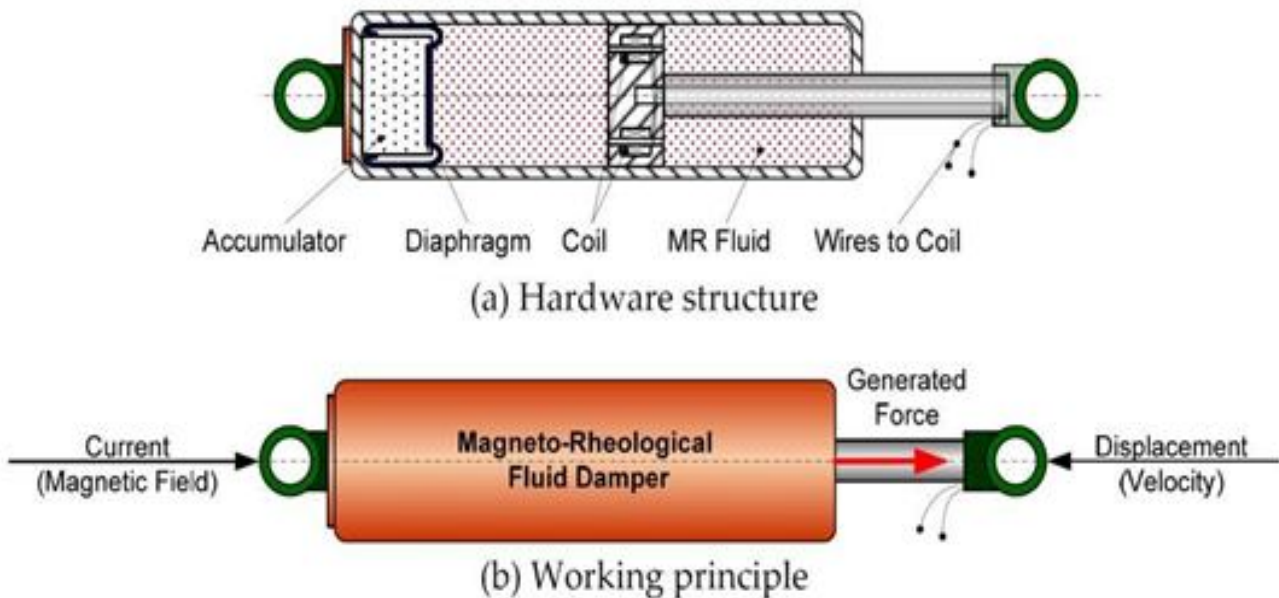 Accumulator Diaphragm Coil MR Fluid Wires to Coil
(a) Hardware structure
Generated
Force
Current
(Magnetic Field)
Magneto-Rheological
Fluid Damper
Displacement
(Velocity)
(b) Working principle